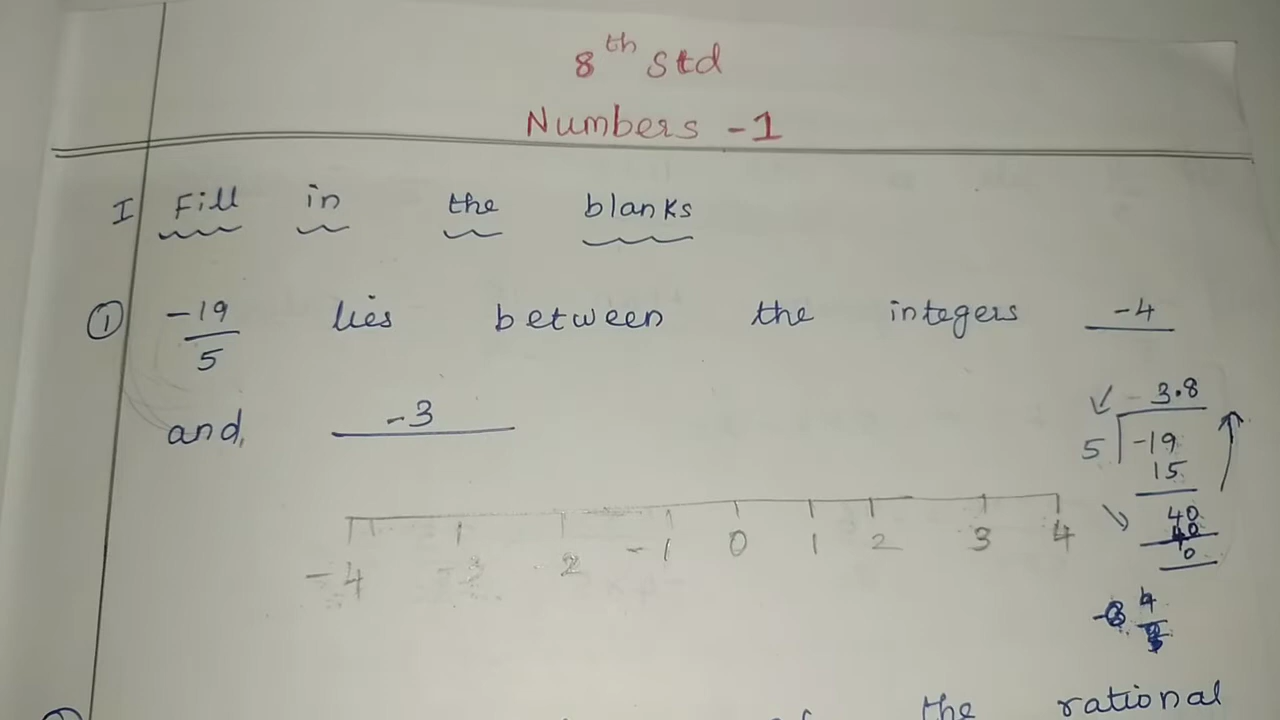 8th Std
Numbers -1
I Fill in the blanks
① -19/5 lies between the integers -4
and, -3
-3.8
5 -19
15
40
40
0
-4 -2 -1 0 1 2 3 4
4
the rational